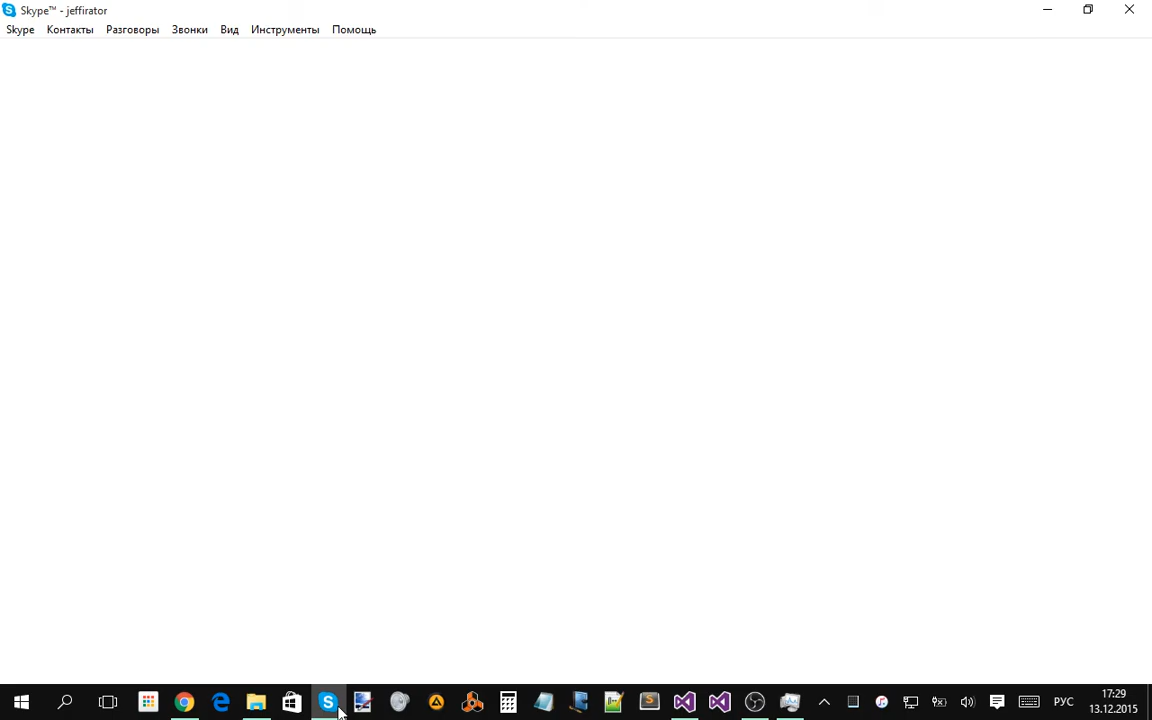 Skype™ - jeffirator
Skype Контакты Разговоры Звонки Вид Инструменты Помощь
РУС
17:29
13.12.2015